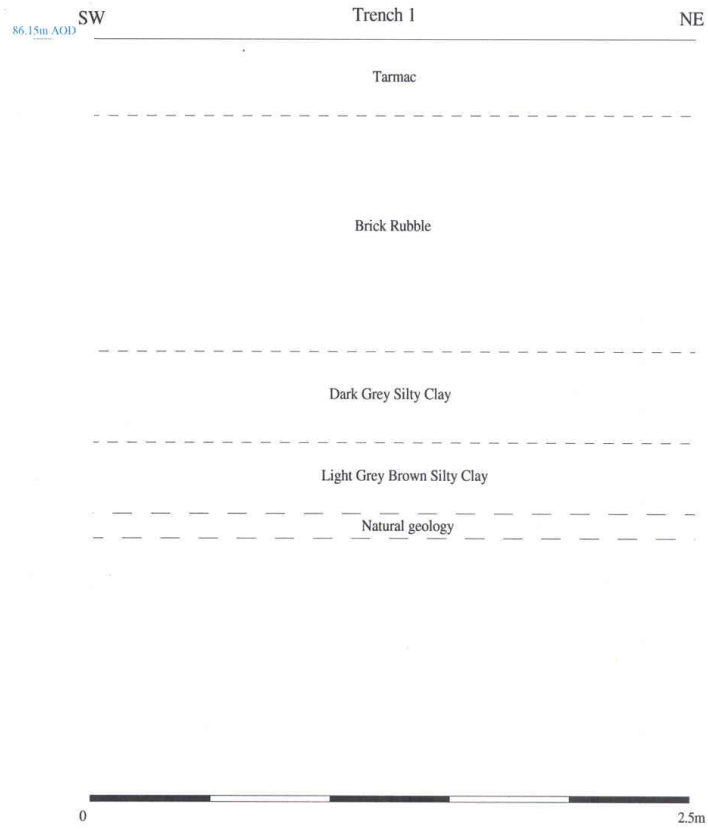 SW Trench 1 NE
86.15m AOD
Tarmac
Brick Rubble
Dark Grey Silty Clay
Light Grey Brown Silty Clay
Natural geology
0 2.5m